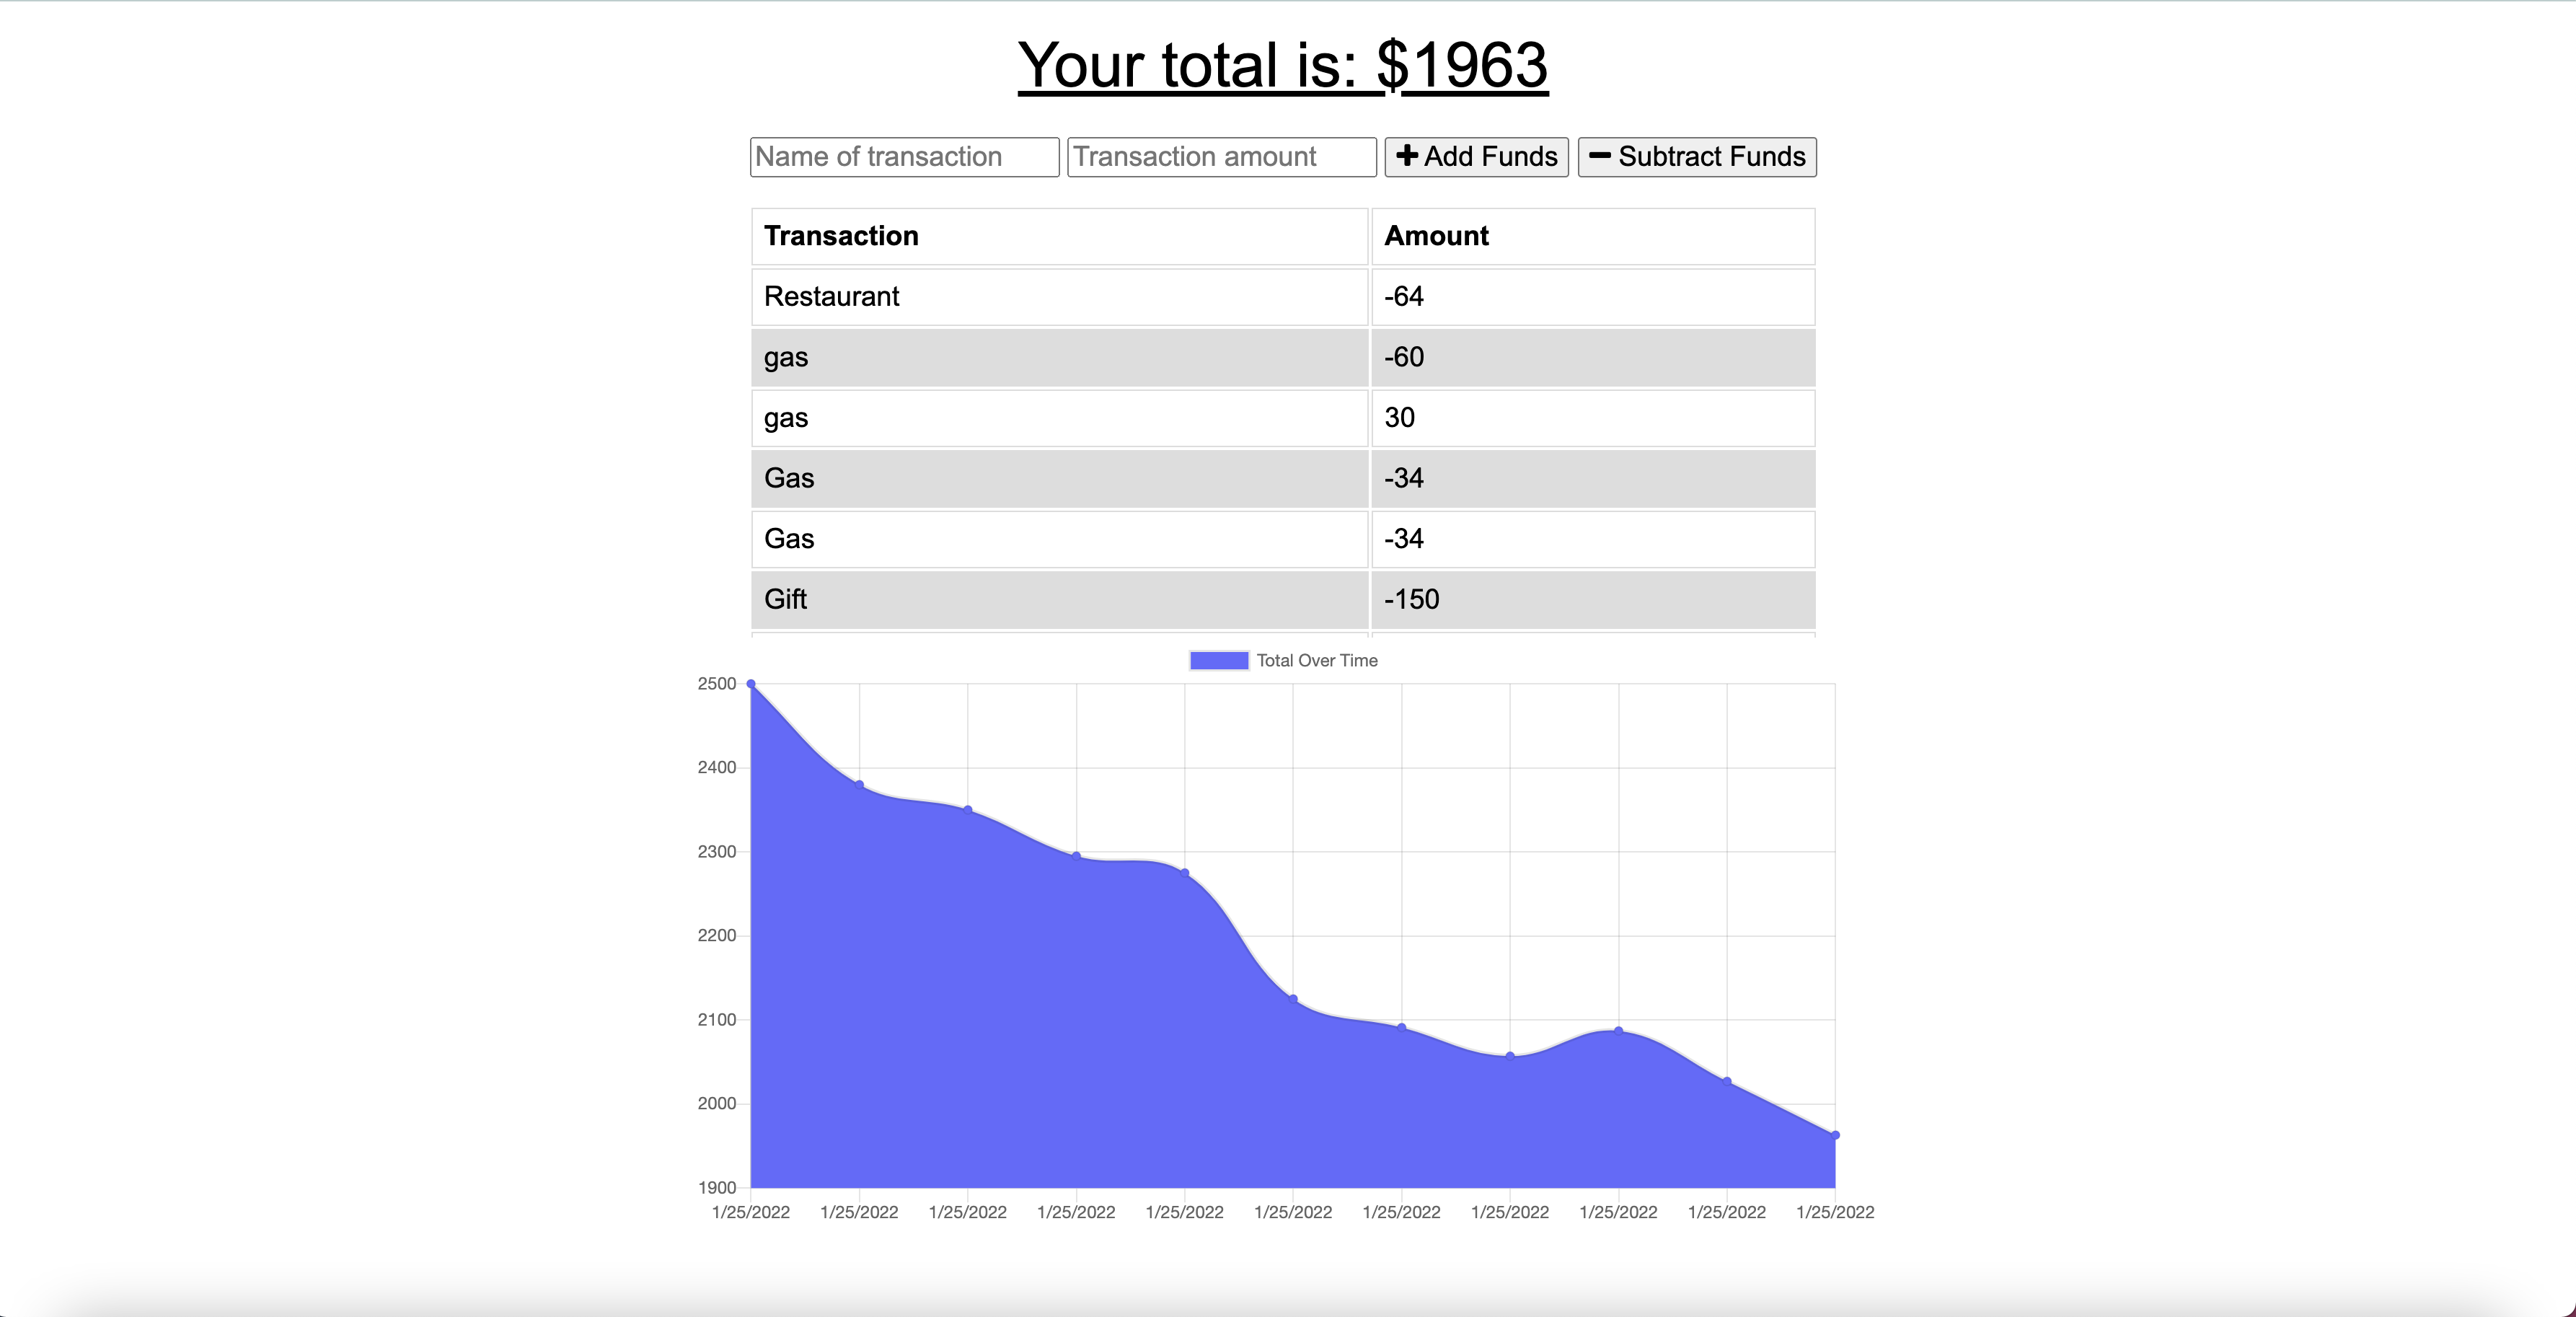 Your total is: $1963
Name of transaction Transaction amount Add Funds Subtract Funds
Transaction Amount
Restaurant -64
gas -60
gas 30
Gas -34
Gas -34
Gift -150
Total Over Time
2500
2400
2300
2200
2100
2000
1900
1/25/2022 1/25/2022 1/25/2022 1/25/2022 1/25/2022 1/25/2022 1/25/2022 1/25/2022 1/25/2022 1/25/2022 1/25/2022